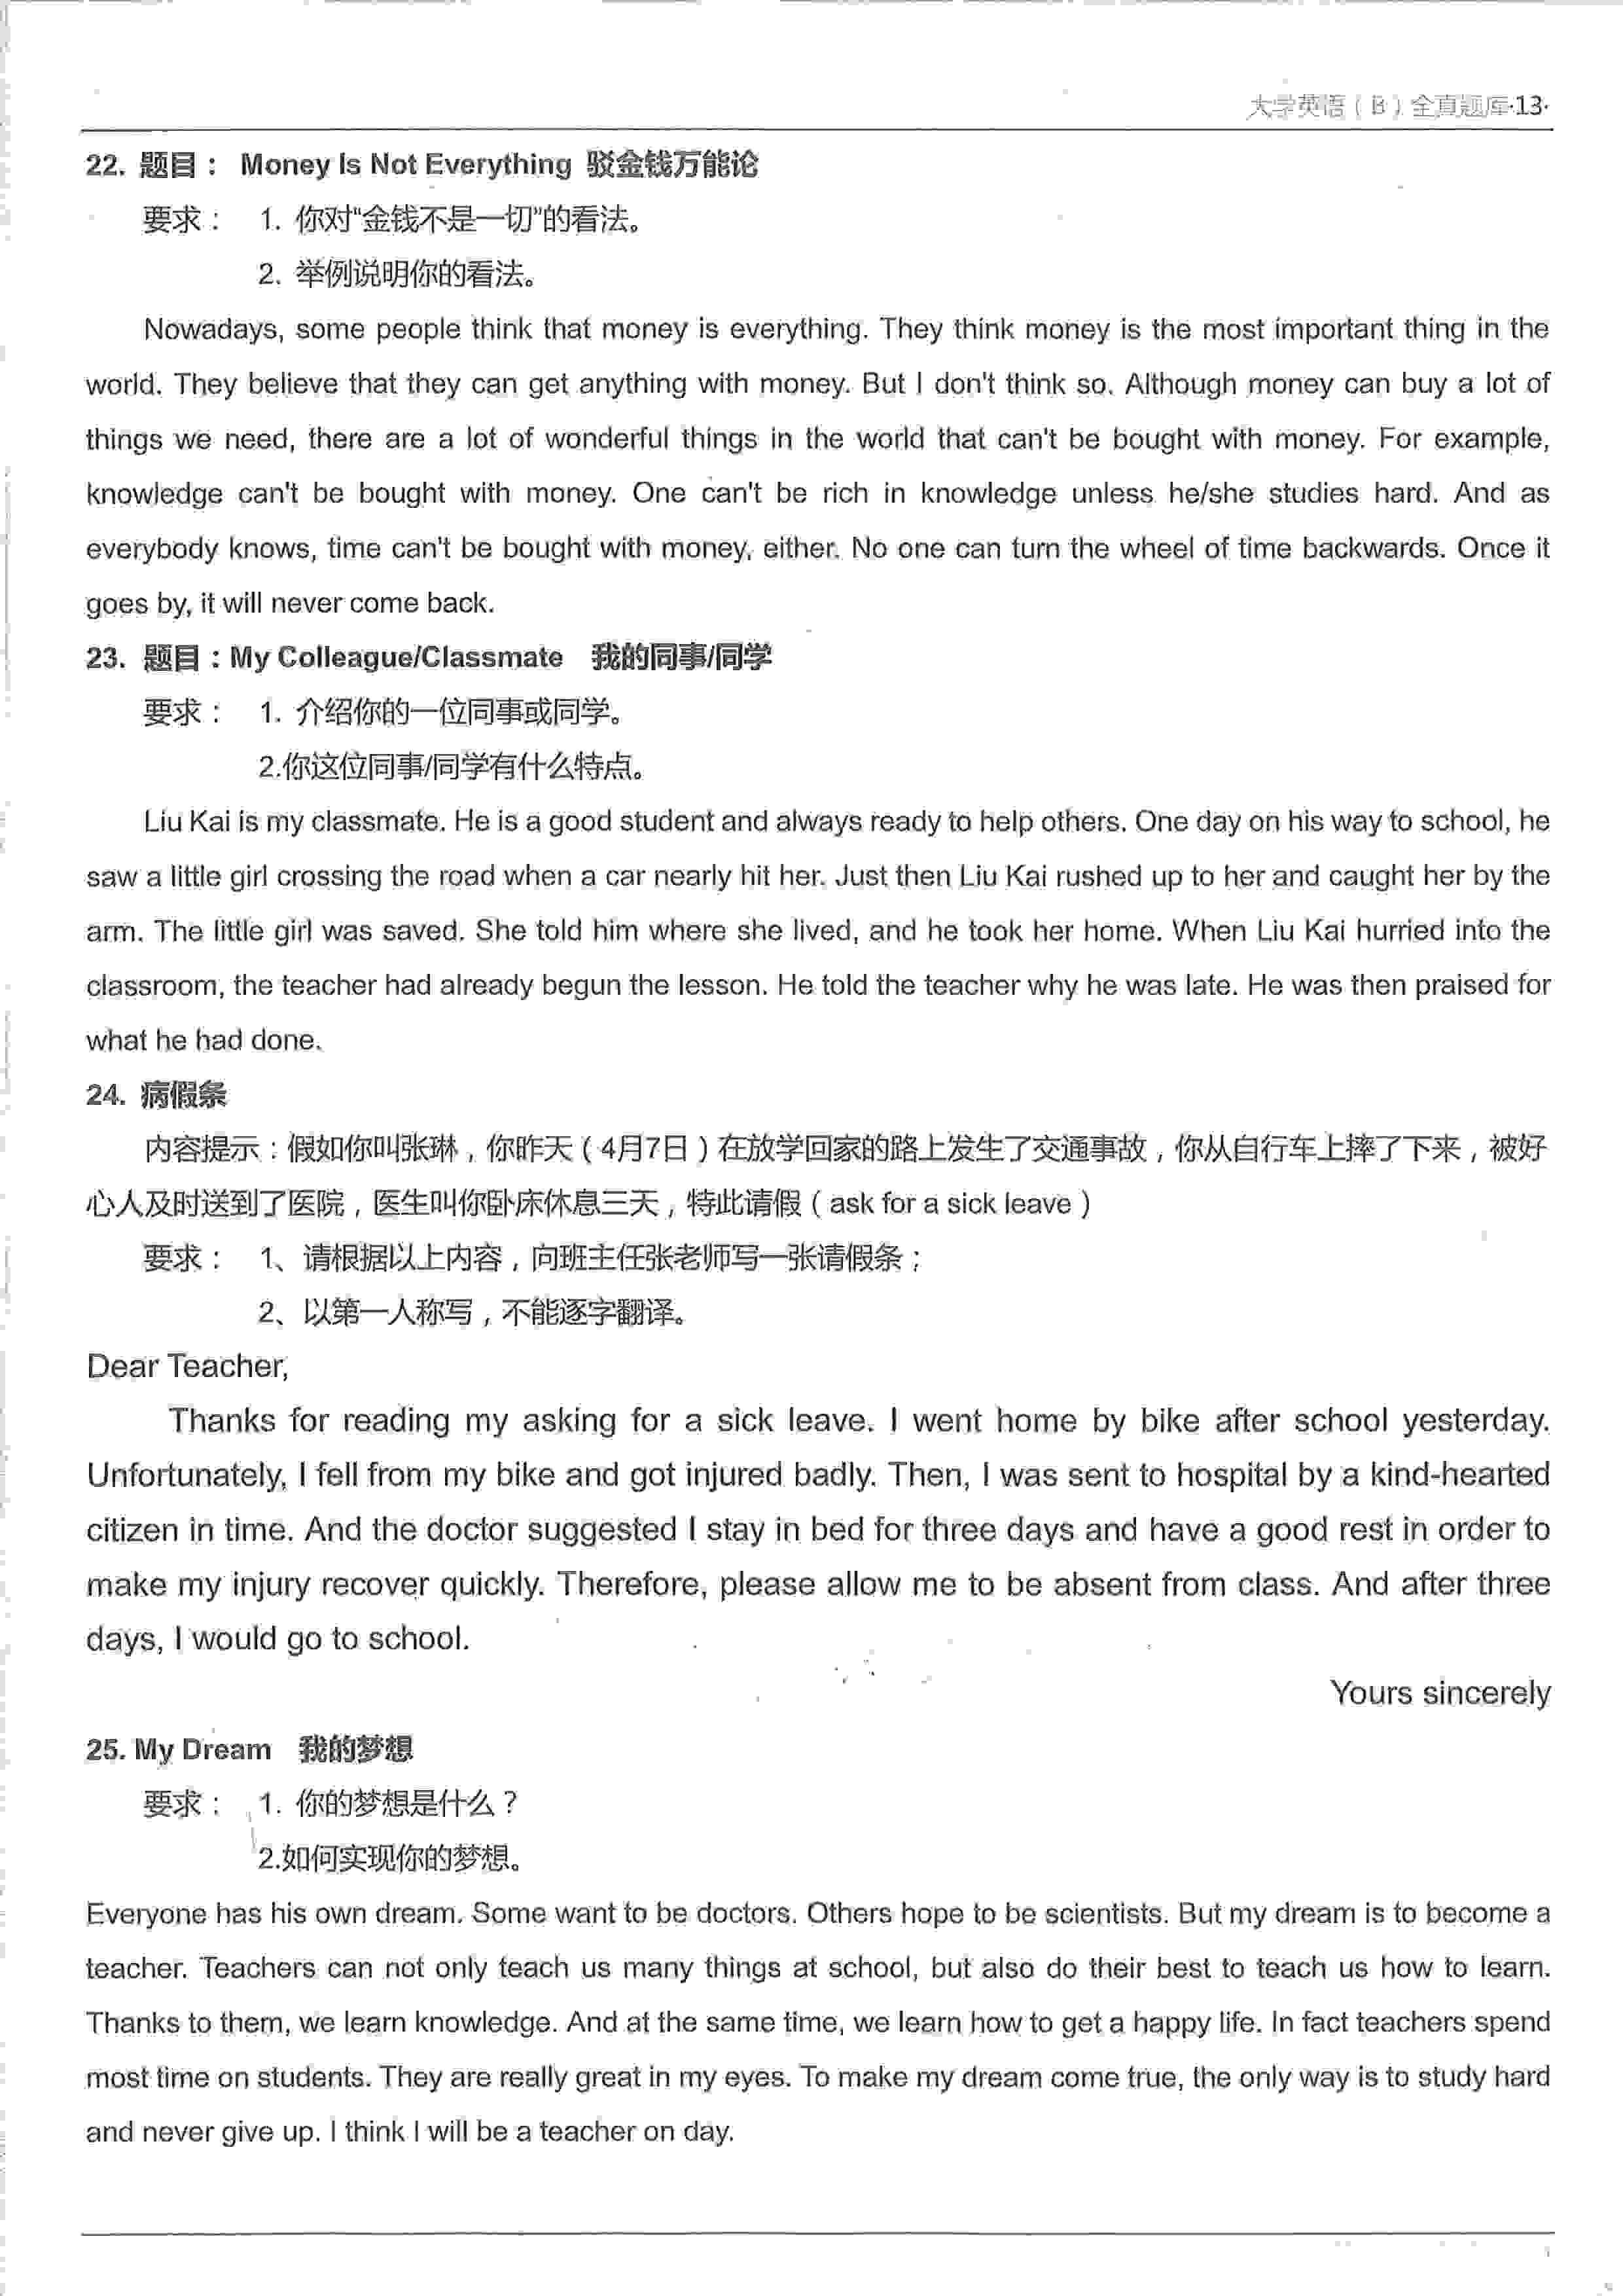 大学英语（B）全真题库·13·
22. 题目： Money Is Not Everything 驳金钱万能论
要求： 1. 你对“金钱不是一切”的看法。
2. 举例说明你的看法。
Nowadays, some people think that money is everything. They think money is the most important thing in the
world. They believe that they can get anything with money. But I don't think so. Although money can buy a lot of
things we need, there are a lot of wonderful things in the world that can't be bought with money. For example,
knowledge can't be bought with money. One can't be rich in knowledge unless he/she studies hard. And as
everybody knows, time can't be bought with money, either. No one can turn the wheel of time backwards. Once it
goes by, it will never come back.
23. 题目：My Colleague/Classmate 我的同事/同学
要求： 1. 介绍你的一位同事或同学。
2.你这位同事/同学有什么特点。
Liu Kai is my classmate. He is a good student and always ready to help others. One day on his way to school, he
saw a little girl crossing the road when a car nearly hit her. Just then Liu Kai rushed up to her and caught her by the
arm. The little girl was saved. She told him where she lived, and he took her home. When Liu Kai hurried into the
classroom, the teacher had already begun the lesson. He told the teacher why he was late. He was then praised for
what he had done.
24. 病假条
内容提示：假如你叫张琳，你昨天（4月7日）在放学回家的路上发生了交通事故，你从自行车上摔了下来，被好
心人及时送到了医院，医生叫你卧床休息三天，特此请假（ask for a sick leave）
要求： 1、请根据以上内容，向班主任张老师写一张请假条；
2、以第一人称写，不能逐字翻译。
Dear Teacher,
Thanks for reading my asking for a sick leave. I went home by bike after school yesterday.
Unfortunately, I fell from my bike and got injured badly. Then, I was sent to hospital by a kind-hearted
citizen in time. And the doctor suggested I stay in bed for three days and have a good rest in order to
make my injury recover quickly. Therefore, please allow me to be absent from class. And after three
days, I would go to school.
Yours sincerely
25. My Dream 我的梦想
要求： 1. 你的梦想是什么？
2.如何实现你的梦想。
Everyone has his own dream. Some want to be doctors. Others hope to be scientists. But my dream is to become a
teacher. Teachers can not only teach us many things at school, but also do their best to teach us how to learn.
Thanks to them, we learn knowledge. And at the same time, we learn how to get a happy life. In fact teachers spend
most time on students. They are really great in my eyes. To make my dream come true, the only way is to study hard
and never give up. I think I will be a teacher on day.